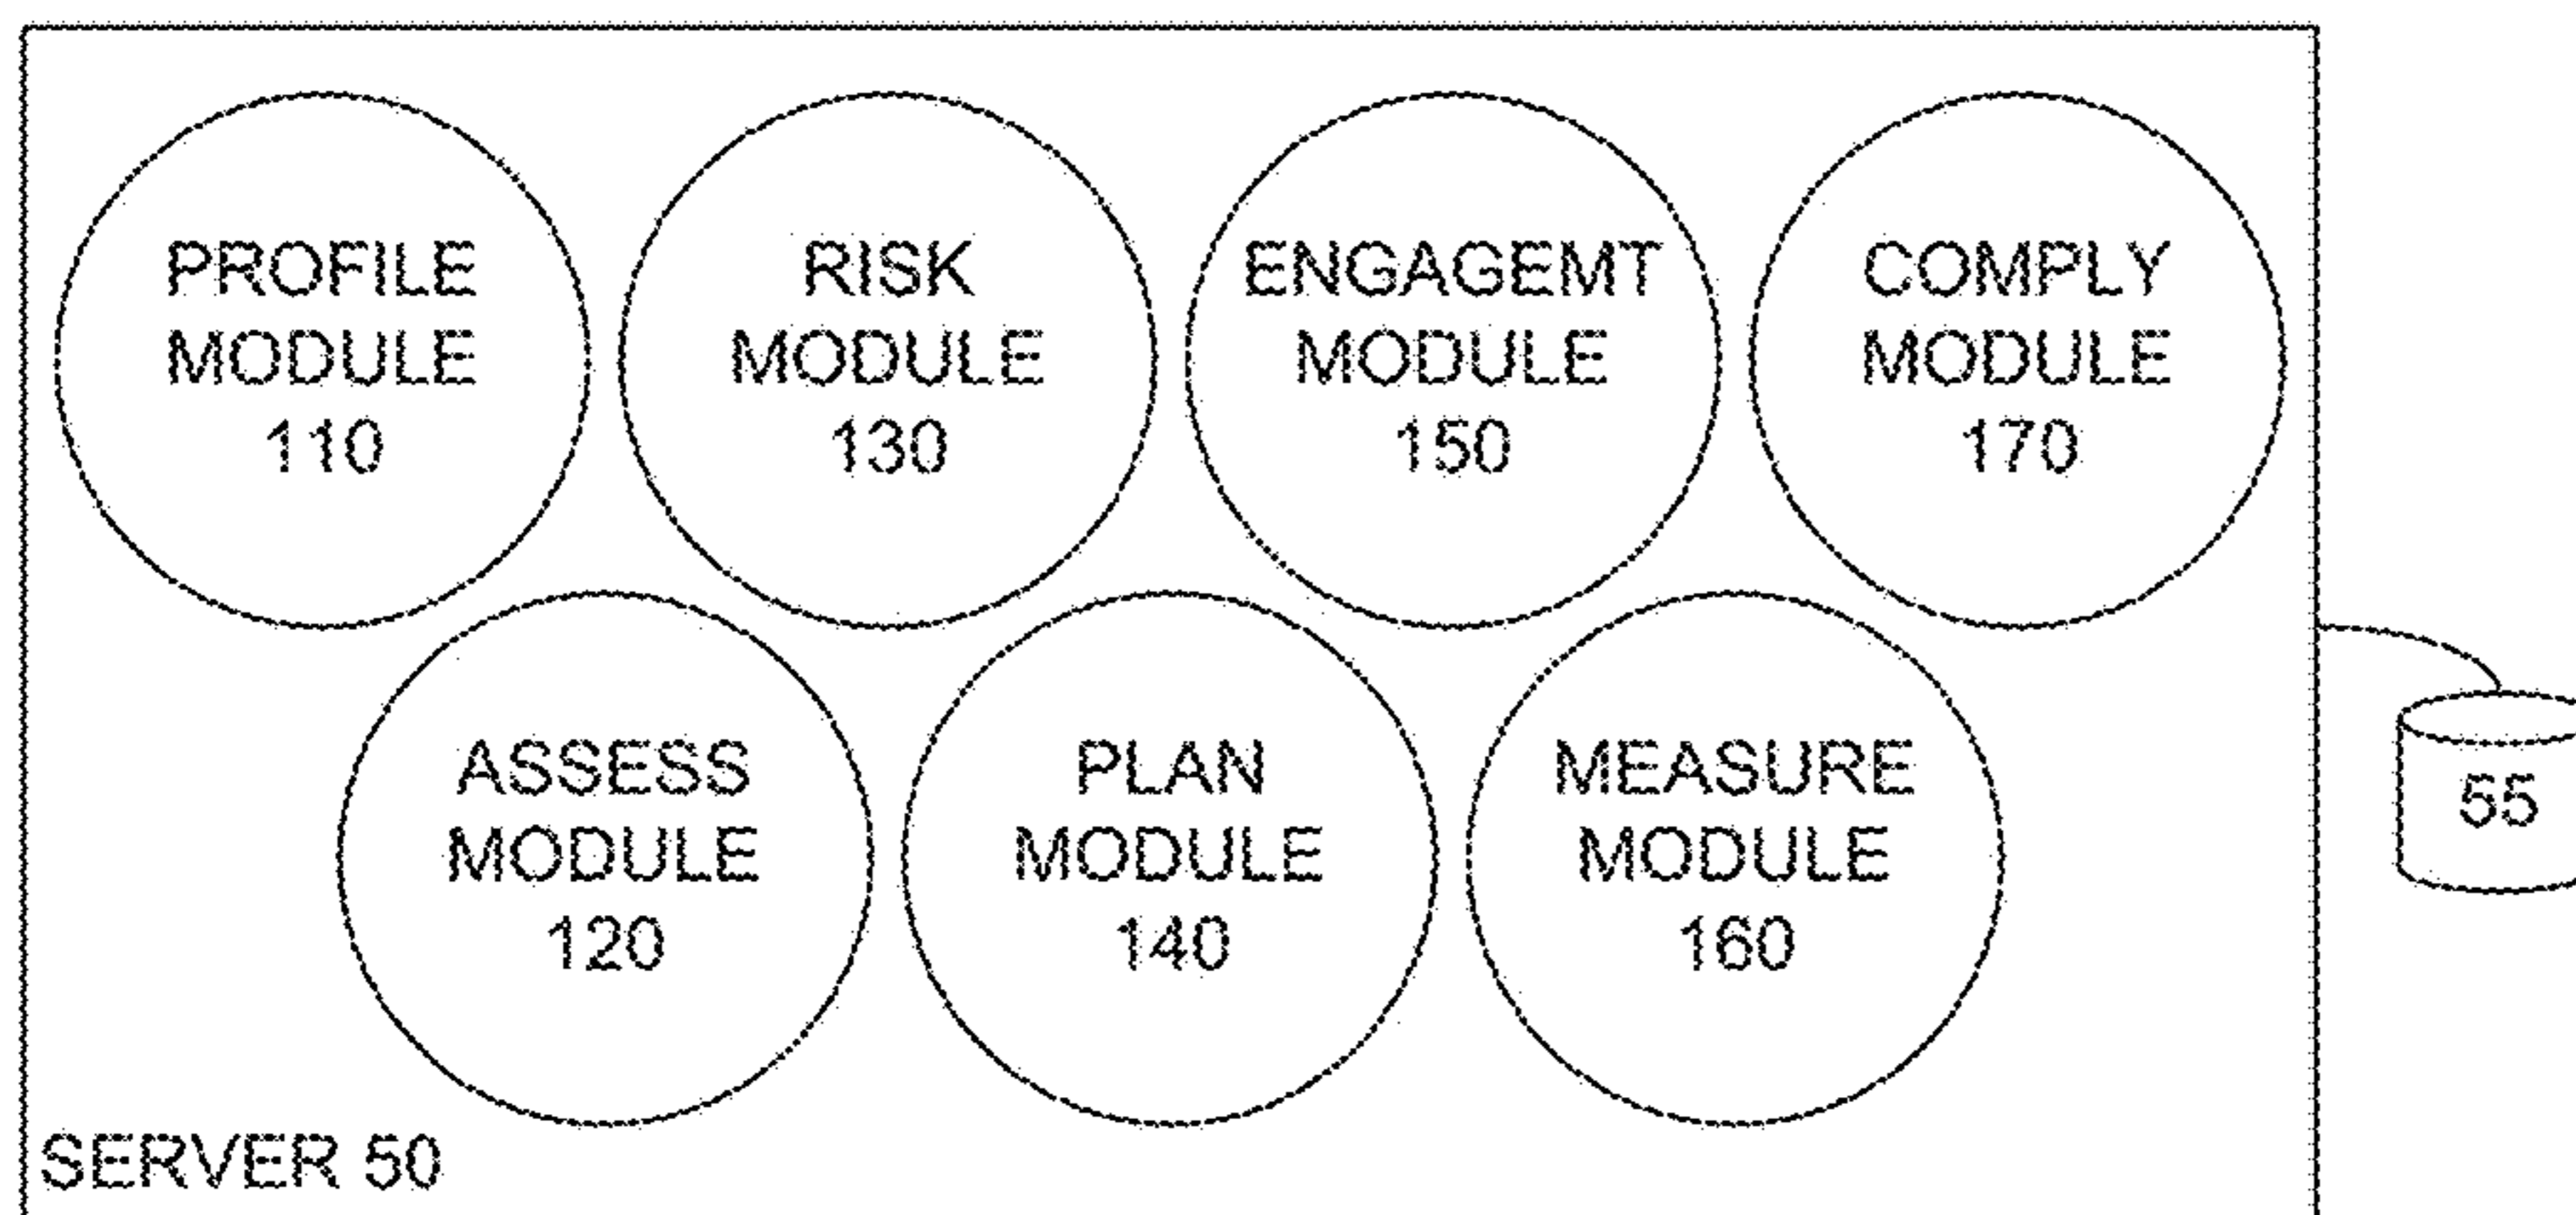 PROFILE
MODULE
110
RISK
MODULE
130
ENGAGEMT
MODULE
150
COMPLY
MODULE
170
ASSESS
MODULE
120
PLAN
MODULE
140
MEASURE
MODULE
160
55
SERVER 50